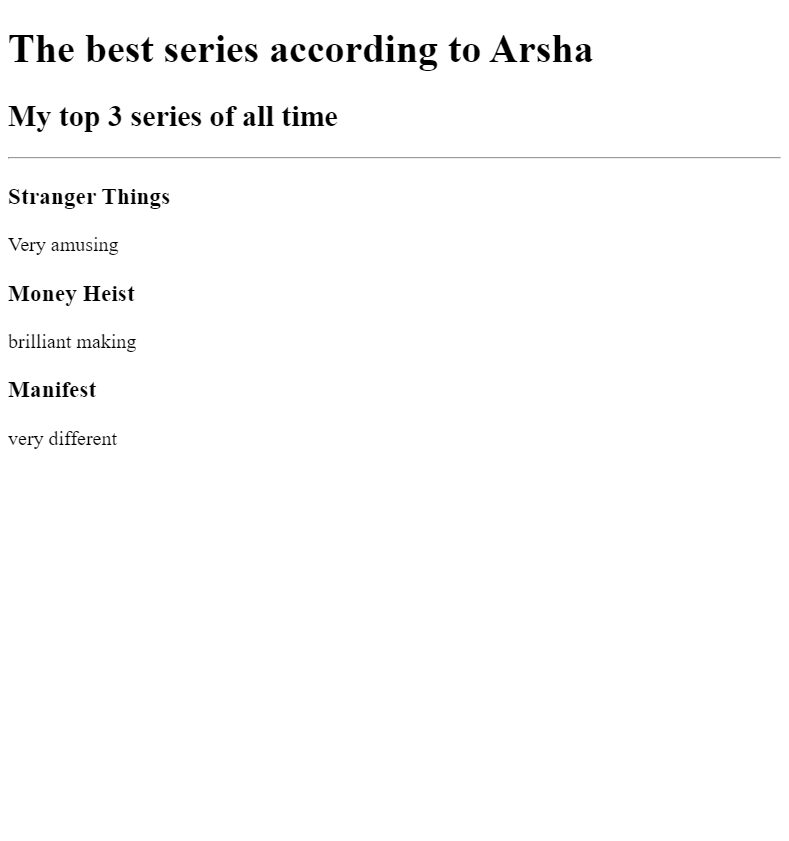 The best series according to Arsha
My top 3 series of all time
Stranger Things
Very amusing
Money Heist
brilliant making
Manifest
very different